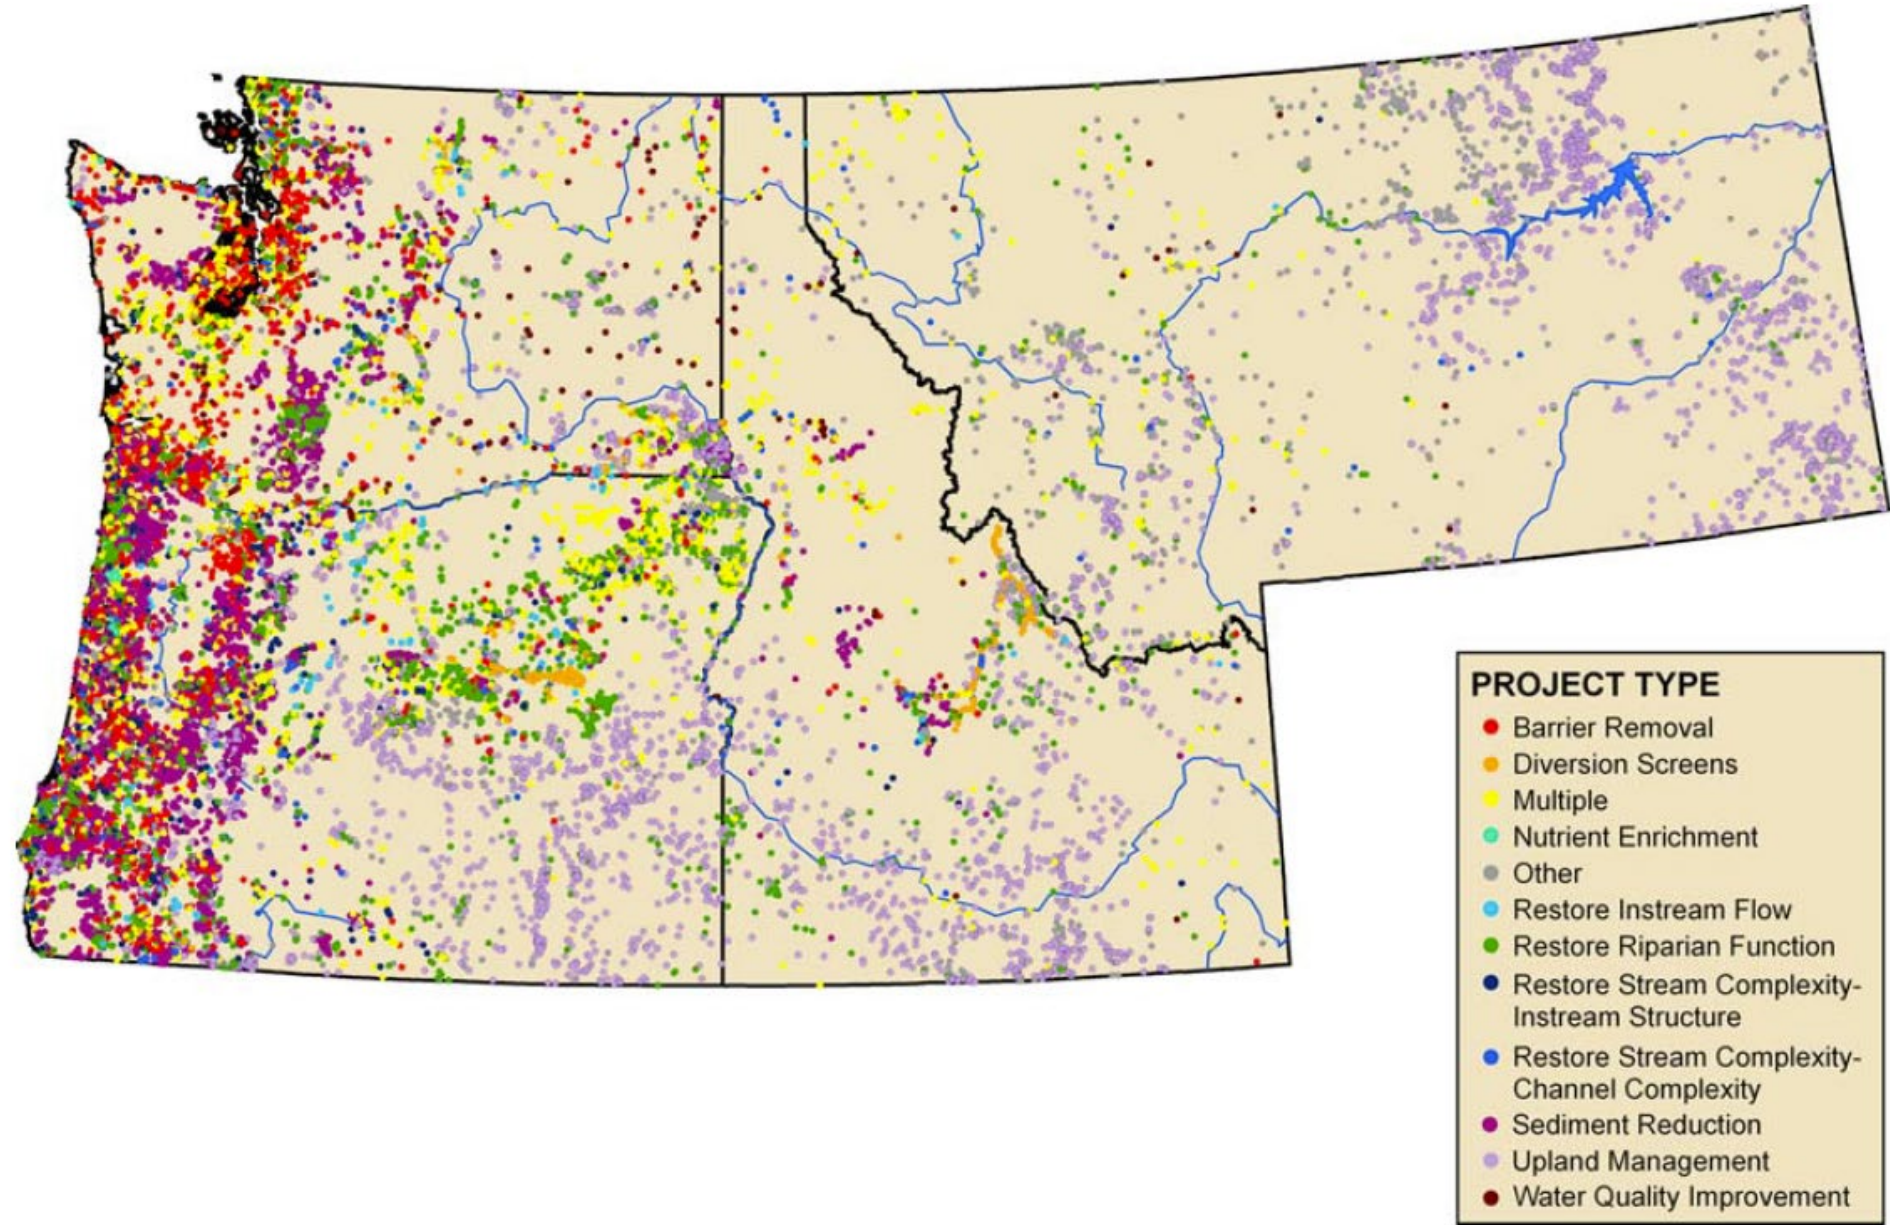 PROJECT TYPE
Barrier Removal
Diversion Screens
Multiple
Nutrient Enrichment
Other
Restore Instream Flow
Restore Riparian Function
Restore Stream Complexity-
Instream Structure
Restore Stream Complexity-
Channel Complexity
Sediment Reduction
Upland Management
Water Quality Improvement